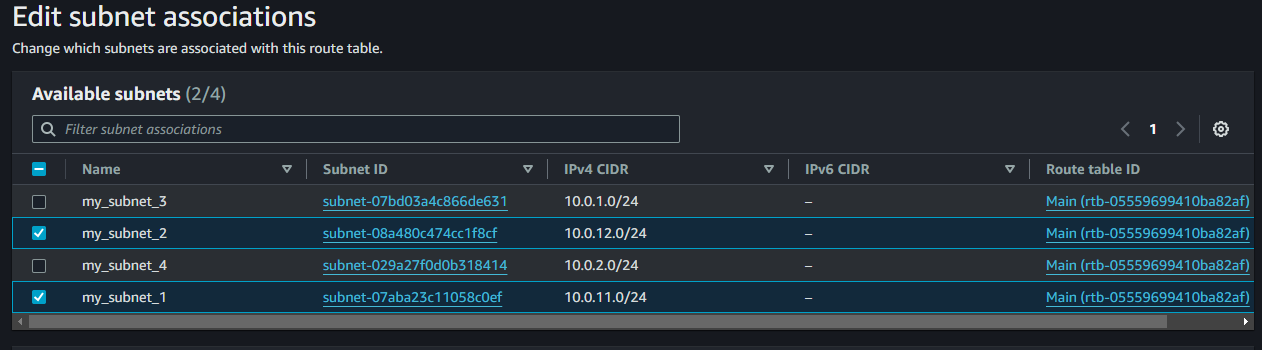 Edit subnet associations
Change which subnets are associated with this route table.
Available subnets (2/4)
Filter subnet associations
1
Name Subnet ID IPv4 CIDR IPv6 CIDR Route table ID
my_subnet_3 subnet-07bd03a4c866de631 10.0.1.0/24 – Main (rtb-05559699410ba82af)
my_subnet_2 subnet-08a480c474cc1f8cf 10.0.12.0/24 – Main (rtb-05559699410ba82af)
my_subnet_4 subnet-029a27f0d0b318414 10.0.2.0/24 – Main (rtb-05559699410ba82af)
my_subnet_1 subnet-07aba23c11058c0ef 10.0.11.0/24 – Main (rtb-05559699410ba82af)